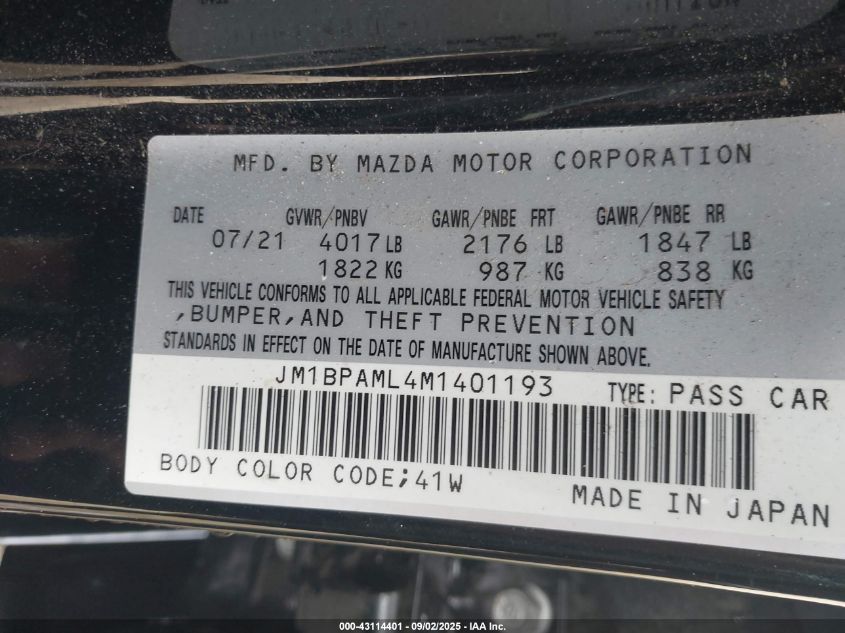 MFD. BY MAZDA MOTOR CORPORATION
DATE GVWR/PNBV GAWR/PNBE FRT GAWR/PNBE RR
07/21 4017 LB 2176 LB 1847 LB
1822 KG 987 KG 838 KG
THIS VEHICLE CONFORMS TO ALL APPLICABLE FEDERAL MOTOR VEHICLE SAFETY
,BUMPER,AND THEFT PREVENTION
STANDARDS IN EFFECT ON THE DATE OF MANUFACTURE SHOWN ABOVE.
JM1BPAML4M1401193 TYPE: PASS CAR
BODY COLOR CODE;41W
MADE IN JAPAN
000-43114401 - 09/02/2025 - IAA Inc.